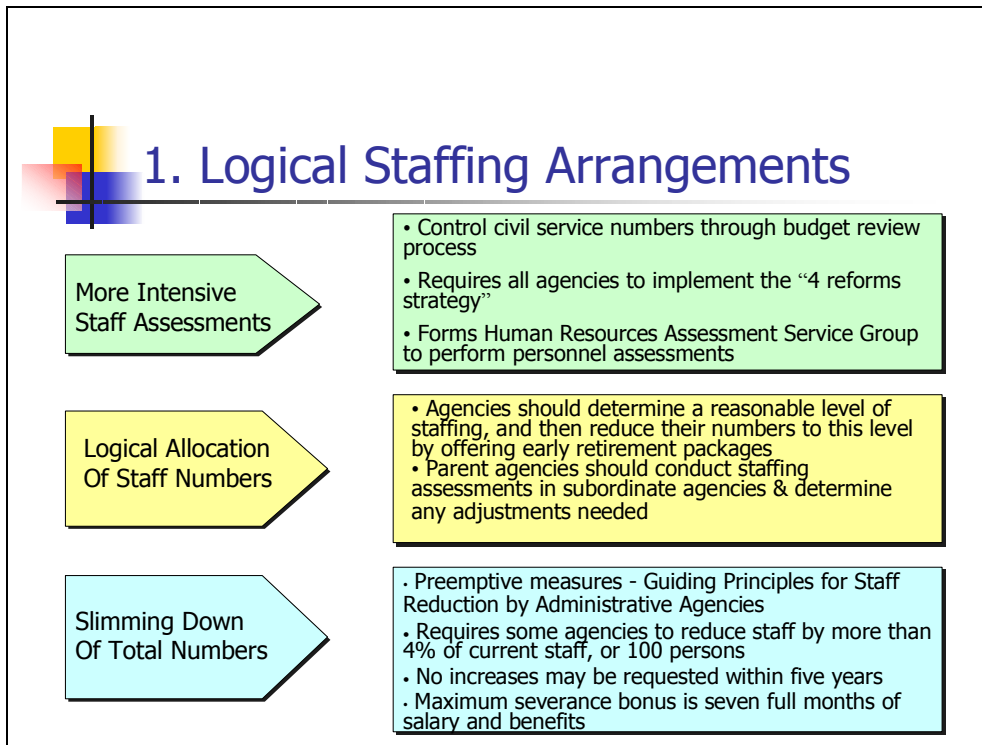 1. Logical Staffing Arrangements
More Intensive
Staff Assessments
• Control civil service numbers through budget review
process
• Requires all agencies to implement the “4 reforms
strategy”
• Forms Human Resources Assessment Service Group
to perform personnel assessments
Logical Allocation
Of Staff Numbers
• Agencies should determine a reasonable level of
staffing, and then reduce their numbers to this level
by offering early retirement packages
• Parent agencies should conduct staffing
assessments in subordinate agencies & determine
any adjustments needed
Slimming Down
Of Total Numbers
• Preemptive measures - Guiding Principles for Staff
Reduction by Administrative Agencies
• Requires some agencies to reduce staff by more than
4% of current staff, or 100 persons
• No increases may be requested within five years
• Maximum severance bonus is seven full months of
salary and benefits